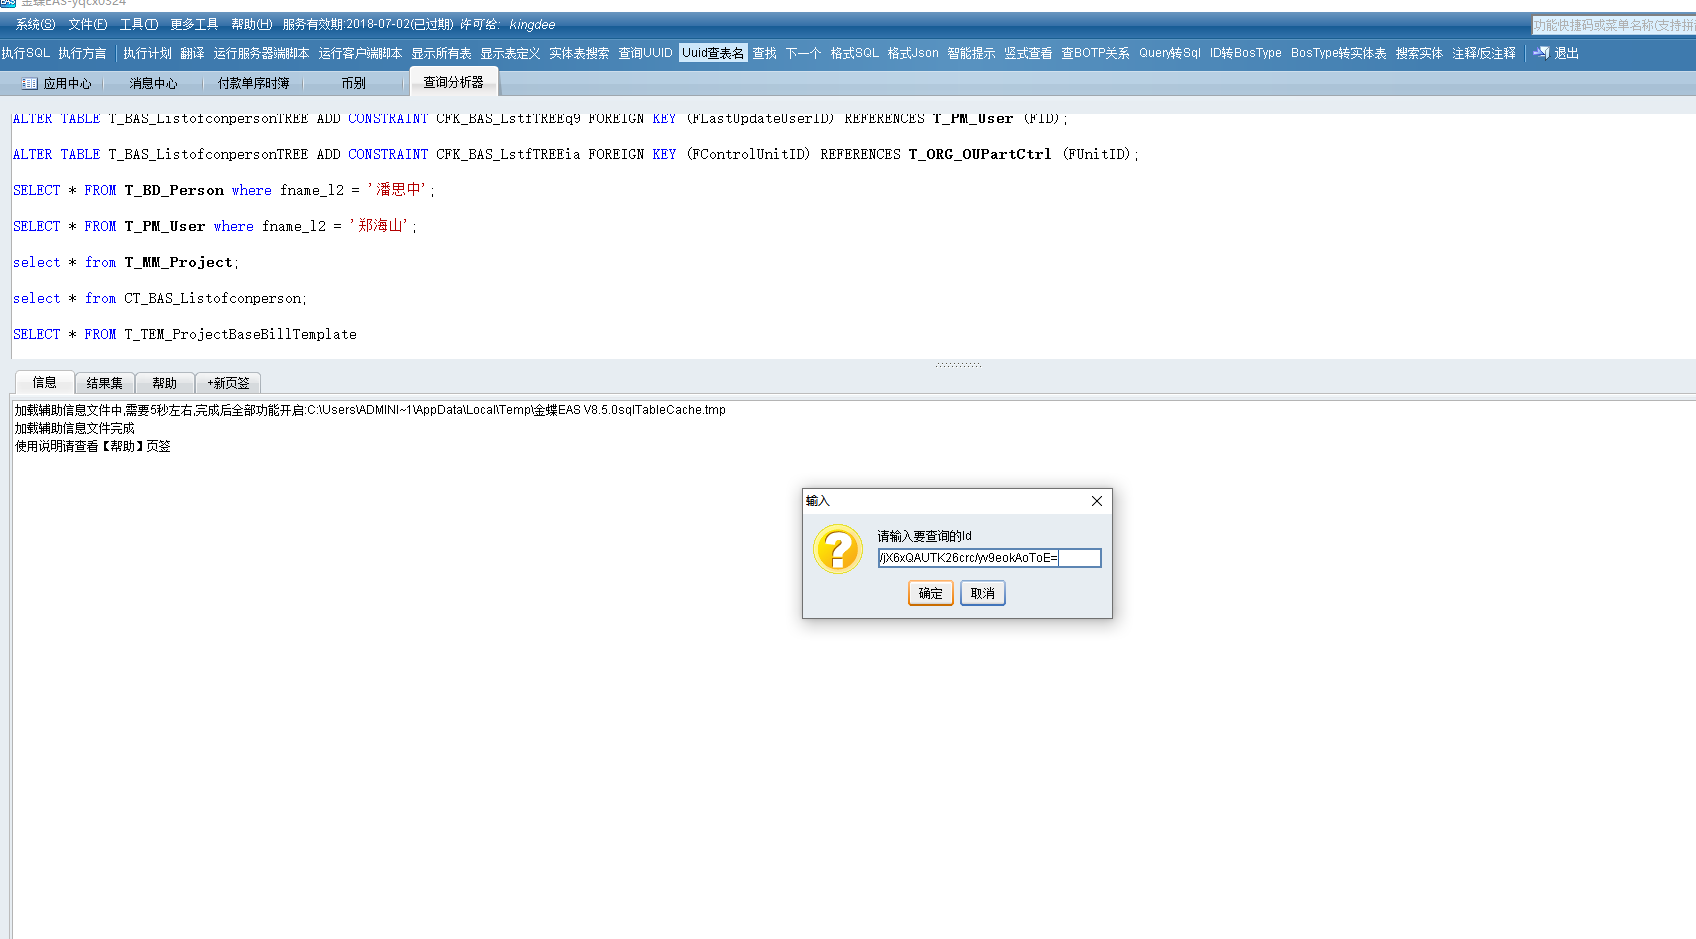 金蝶EAS-yqcx0324
系统(S) 文件(F) 工具(T) 更多工具 帮助(H) 服务有效期:2018-07-02(已过期) 许可给: kingdee
功能快捷码或菜单名称(支持拼
执行SQL 执行方言 执行计划 翻译 运行服务器端脚本 运行客户端脚本 显示所有表 显示表定义 实体表搜索 查询UUID Uuid查表名 查找 下一个 格式SQL 格式Json 智能提示 竖式查看 查BOTP关系 Query转Sql ID转BosType BosType转实体表 搜索实体 注释/反注释 退出
应用中心 消息中心 付款单序时簿 币别 查询分析器
ALTER TABLE T_BAS_ListofconpersonTREE ADD CONSTRAINT CFK_BAS_LstfTREEq9 FOREIGN KEY (FLastUpdateUserID) REFERENCES T_PM_User (FID);
ALTER TABLE T_BAS_ListofconpersonTREE ADD CONSTRAINT CFK_BAS_LstfTREEia FOREIGN KEY (FControlUnitID) REFERENCES T_ORG_OUPartCtrl (FUnitID);
SELECT * FROM T_BD_Person where fname_l2 = '潘思中';
SELECT * FROM T_PM_User where fname_l2 = '郑海山';
select * from T_MM_Project;
select * from CT_BAS_Listofconperson;
SELECT * FROM T_TEM_ProjectBaseBillTemplate
信息 结果集 帮助 +新页签
加载辅助信息文件中,需要5秒左右,完成后全部功能开启:C:\Users\ADMINI~1\AppData\Local\Temp\金蝶EAS V8.5.0sqlTableCache.tmp
加载辅助信息文件完成
使用说明请查看【帮助】页签
输入
请输入要查询的Id
/jX6xQAUTK26crc/yv9eokAoToE=
确定 取消